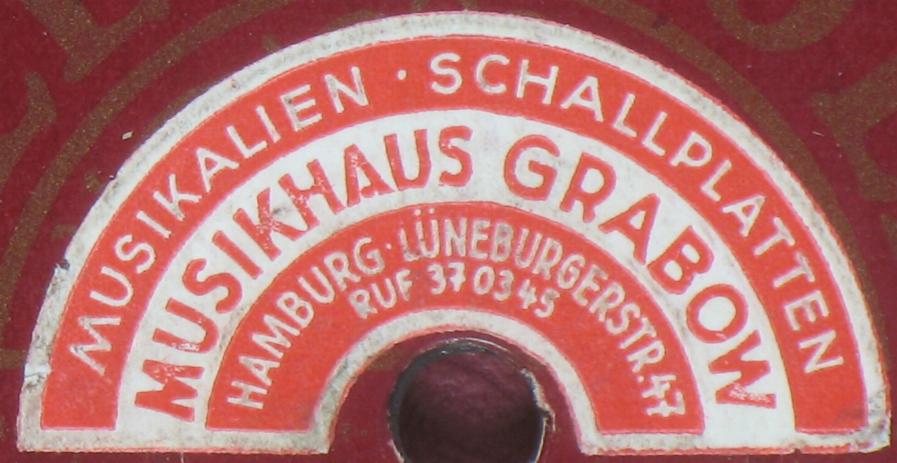 MUSIKALIEN · SCHALLPLATTEN
MUSIKHAUS GRABOW
HAMBURG · LÜNEBURGERSTR. 47
RUF 37 03 45